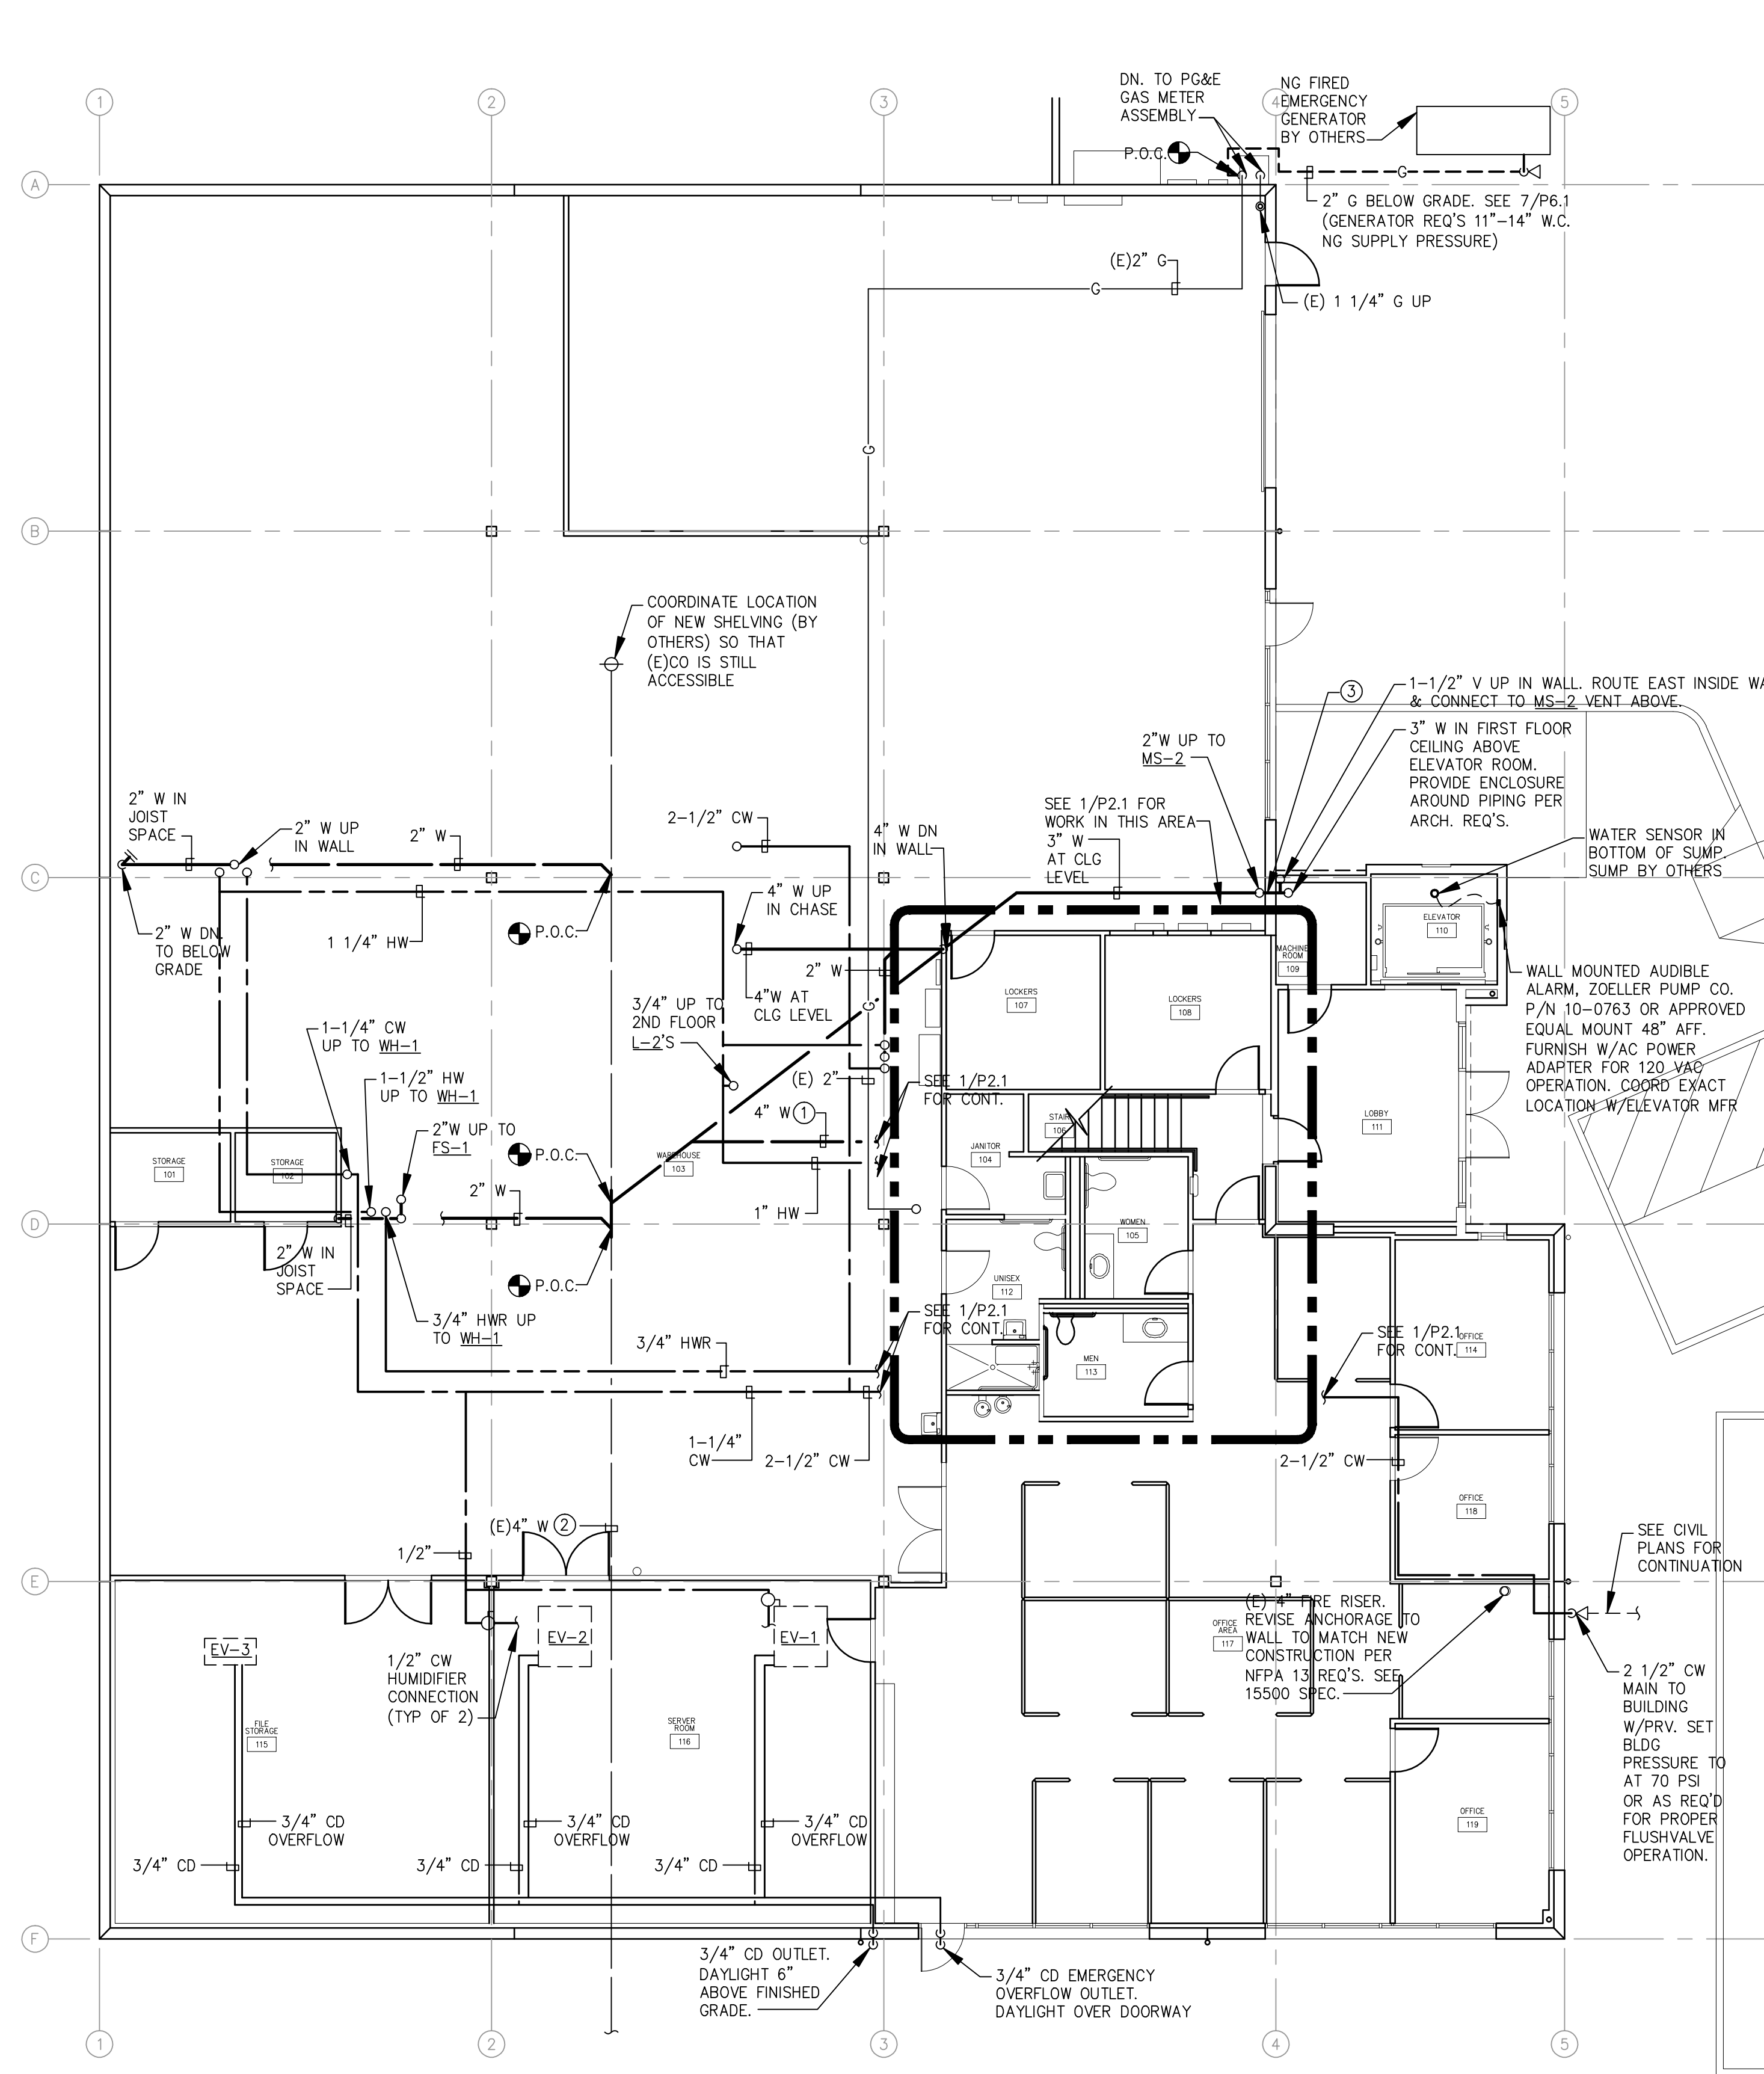 DN. TO PG&E
GAS METER
ASSEMBLY
NG FIRED
EMERGENCY
GENERATOR
BY OTHERS
1
2
3
4
5
P.O.C.
A
G
2" G BELOW GRADE. SEE 7/P6.1
(GENERATOR REQ'S 11"-14" W.C.
NG SUPPLY PRESSURE)
(E)2" G
G
(E) 1 1/4" G UP
G
B
COORDINATE LOCATION
OF NEW SHELVING (BY
OTHERS) SO THAT
(E)CO IS STILL
ACCESSIBLE
3
1-1/2" V UP IN WALL. ROUTE EAST INSIDE WA
& CONNECT TO MS-2 VENT ABOVE.
3" W IN FIRST FLOOR
CEILING ABOVE
ELEVATOR ROOM.
PROVIDE ENCLOSURE
AROUND PIPING PER
ARCH. REQ'S.
2"W UP TO
MS-2
SEE 1/P2.1 FOR
WORK IN THIS AREA
3" W
AT CLG
LEVEL
2" W IN
JOIST
SPACE
2" W UP
IN WALL
2" W
2-1/2" CW
4" W DN
IN WALL
WATER SENSOR IN
BOTTOM OF SUMP.
SUMP BY OTHERS
C
4" W UP
IN CHASE
2" W DN.
TO BELOW
GRADE
1 1/4" HW
P.O.C.
2" W
4"W AT
CLG LEVEL
G
ELEVATOR
110
MACHINE
ROOM
109
LOCKERS
107
LOCKERS
108
WALL MOUNTED AUDIBLE
ALARM, ZOELLER PUMP CO.
P/N 10-0763 OR APPROVED
EQUAL MOUNT 48" AFF.
FURNISH W/AC POWER
ADAPTER FOR 120 VAC
OPERATION. COORD EXACT
LOCATION W/ELEVATOR MFR
3/4" UP TO
2ND FLOOR
L-2'S
1-1/4" CW
UP TO WH-1
1-1/2" HW
UP TO WH-1
(E) 2"
SEE 1/P2.1
FOR CONT.
4" W 1
2"W UP TO
FS-1
STAIR
106
LOBBY
111
STORAGE
101
STORAGE
102
P.O.C.
WAREHOUSE
103
JANITOR
104
2" W
1" HW
WOMEN
105
D
2" W IN
JOIST
SPACE
P.O.C.
UNISEX
112
3/4" HWR UP
TO WH-1
3/4" HWR
SEE 1/P2.1
FOR CONT.
MEN
113
SEE 1/P2.1
FOR CONT.
OFFICE
114
1-1/4"
CW
2-1/2" CW
2-1/2" CW
OFFICE
118
(E)4" W 2
1/2"
SEE CIVIL
PLANS FOR
CONTINUATION
E
(E) 4" FIRE RISER.
REVISE ANCHORAGE TO
WALL TO MATCH NEW
CONSTRUCTION PER
NFPA 13 REQ'S. SEE
15500 SPEC.
OFFICE
AREA
117
EV-3
EV-2
EV-1
1/2" CW
HUMIDIFIER
CONNECTION
(TYP OF 2)
2 1/2" CW
MAIN TO
BUILDING
W/PRV. SET
BLDG
PRESSURE TO
AT 70 PSI
OR AS REQ'D
FOR PROPER
FLUSHVALVE
OPERATION.
FILE
STORAGE
115
SERVER
ROOM
116
OFFICE
119
3/4" CD
OVERFLOW
3/4" CD
OVERFLOW
3/4" CD
OVERFLOW
3/4" CD
3/4" CD
3/4" CD
F
3/4" CD OUTLET.
DAYLIGHT 6"
ABOVE FINISHED
GRADE.
3/4" CD EMERGENCY
OVERFLOW OUTLET.
DAYLIGHT OVER DOORWAY
1
2
3
4
5